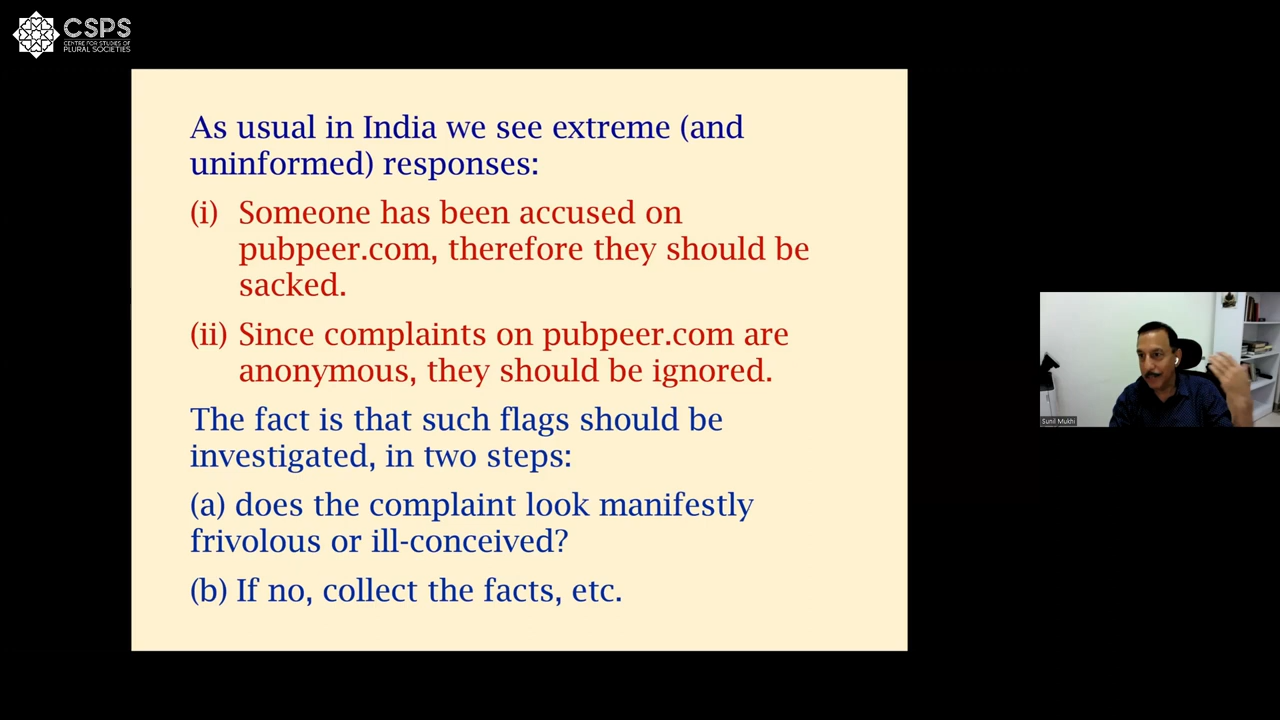 CSPS
CENTRE FOR STUDIES OF
PLURAL SOCIETIES
As usual in India we see extreme (and
uninformed) responses:
(i) Someone has been accused on
pubpeer.com, therefore they should be
sacked.
(ii) Since complaints on pubpeer.com are
anonymous, they should be ignored.
The fact is that such flags should be
investigated, in two steps:
(a) does the complaint look manifestly
frivolous or ill-conceived?
(b) If no, collect the facts, etc.
Sunil Mukhi